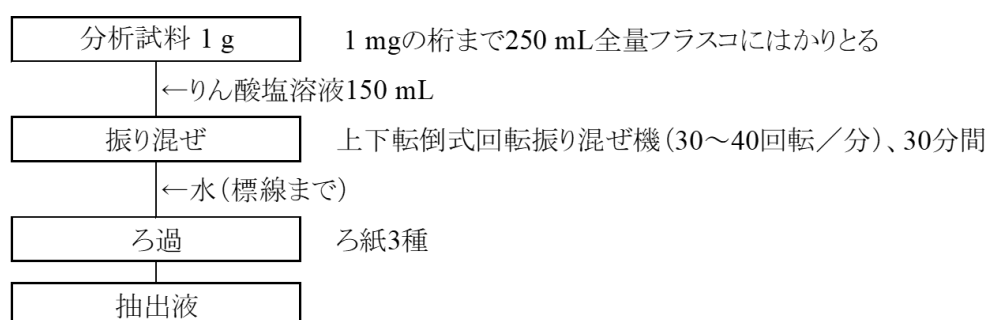 分析試料 1 g 1 mgの桁まで250 mL全量フラスコにはかりとる
←りん酸塩溶液150 mL
振り混ぜ 上下転倒式回転振り混ぜ機(30～40回転／分)、30分間
←水(標線まで)
ろ過 ろ紙3種
抽出液